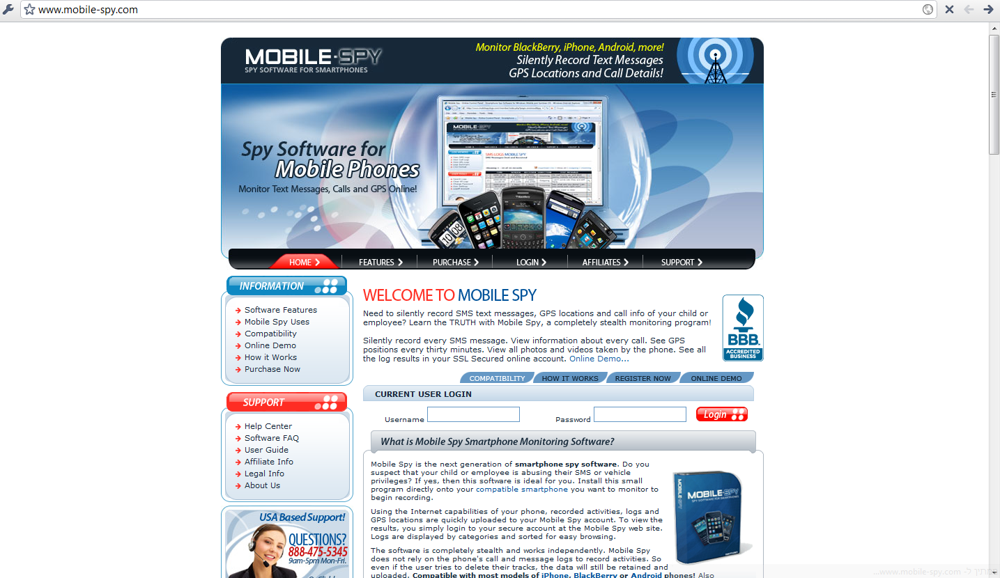 www.mobile-spy.com
MOBILE-SPY
SPY SOFTWARE FOR SMARTPHONES
Monitor BlackBerry, iPhone, Android, more!
Silently Record Text Messages
GPS Locations and Call Details!
Spy Software for
Mobile Phones
Monitor Text Messages, Calls and GPS Online!
MOBILE-SPY
SMS LOGS MOBILE SPY
HOME
FEATURES
PURCHASE
LOGIN
AFFILIATES
SUPPORT
INFORMATION
Software Features
Mobile Spy Uses
Compatibility
Online Demo
How it Works
Purchase Now
SUPPORT
Help Center
Software FAQ
User Guide
Affiliate Info
Legal Info
About Us
USA Based Support!
QUESTIONS?
888-475-5345
9am-5pm Mon-Fri.
WELCOME TO MOBILE SPY
Need to silently record SMS text messages, GPS locations and call info of your child or
employee? Learn the TRUTH with Mobile Spy, a completely stealth monitoring program!
Silently record every SMS message. View information about every call. See GPS
positions every thirty minutes. View all photos and videos taken by the phone. See all
the log results in your SSL Secured online account. Online Demo...
BBB
ACCREDITED
BUSINESS
COMPATIBILITY
HOW IT WORKS
REGISTER NOW
ONLINE DEMO
CURRENT USER LOGIN
Username
Password
Login
What is Mobile Spy Smartphone Monitoring Software?
Mobile Spy is the next generation of smartphone spy software. Do you
suspect that your child or employee is abusing their SMS or vehicle
privileges? If yes, then this software is ideal for you. Install this small
program directly onto your compatible smartphone you want to monitor to
begin recording.
Using the Internet capabilities of your phone, recorded activities, logs and
GPS locations are quickly uploaded to your Mobile Spy account. To view the
results, you simply login to your secure account at the Mobile Spy web site.
Logs are displayed by categories and sorted for easy browsing.
The software is completely stealth and works independently. Mobile Spy
does not rely on the phone's call and message logs to record activities. So
even if the user tries to delete their tracks, the data will still be retained and
uploaded. Compatible with most models of iPhone, BlackBerry or Android phones! Also
MOBILE-SPY
SPY SOFTWARE FOR SMARTPHONES
MOBILE-SPY
ממתין ל- www.mobile-spy.com...